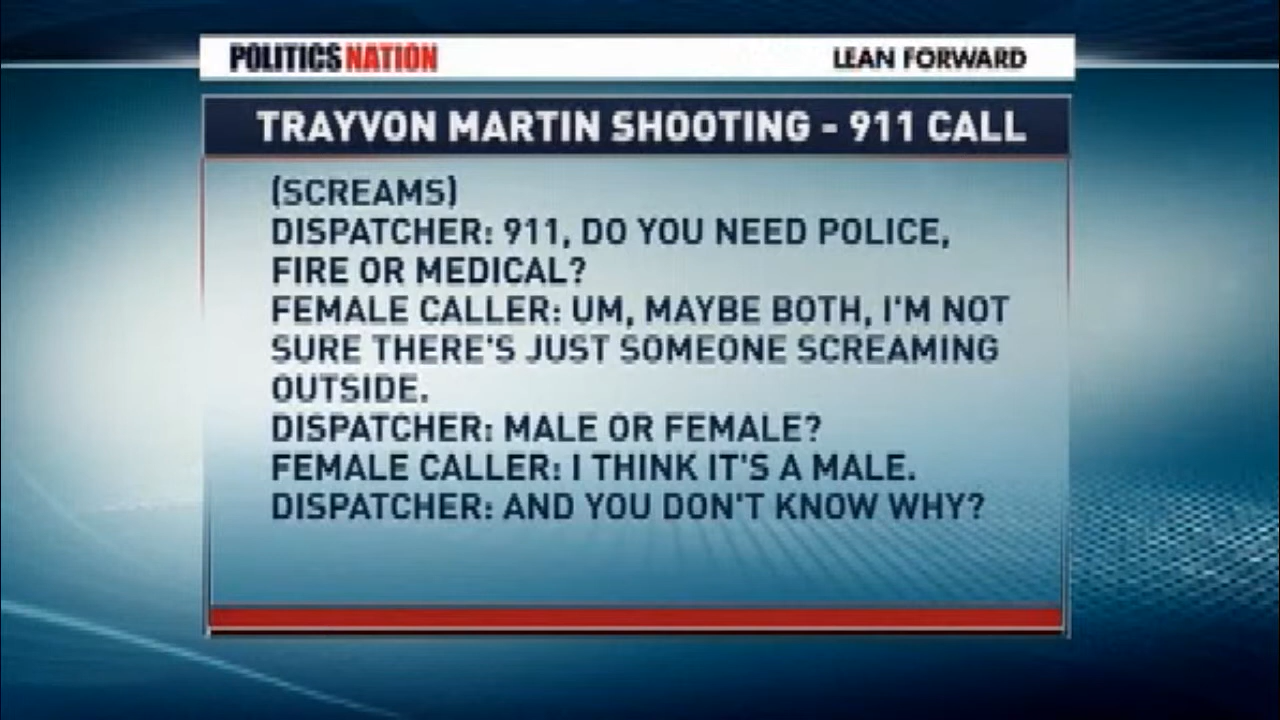 POLITICSNATION
LEAN FORWARD
TRAYVON MARTIN SHOOTING - 911 CALL
(SCREAMS)
DISPATCHER: 911, DO YOU NEED POLICE,
FIRE OR MEDICAL?
FEMALE CALLER: UM, MAYBE BOTH, I'M NOT
SURE THERE'S JUST SOMEONE SCREAMING
OUTSIDE.
DISPATCHER: MALE OR FEMALE?
FEMALE CALLER: I THINK IT'S A MALE.
DISPATCHER: AND YOU DON'T KNOW WHY?